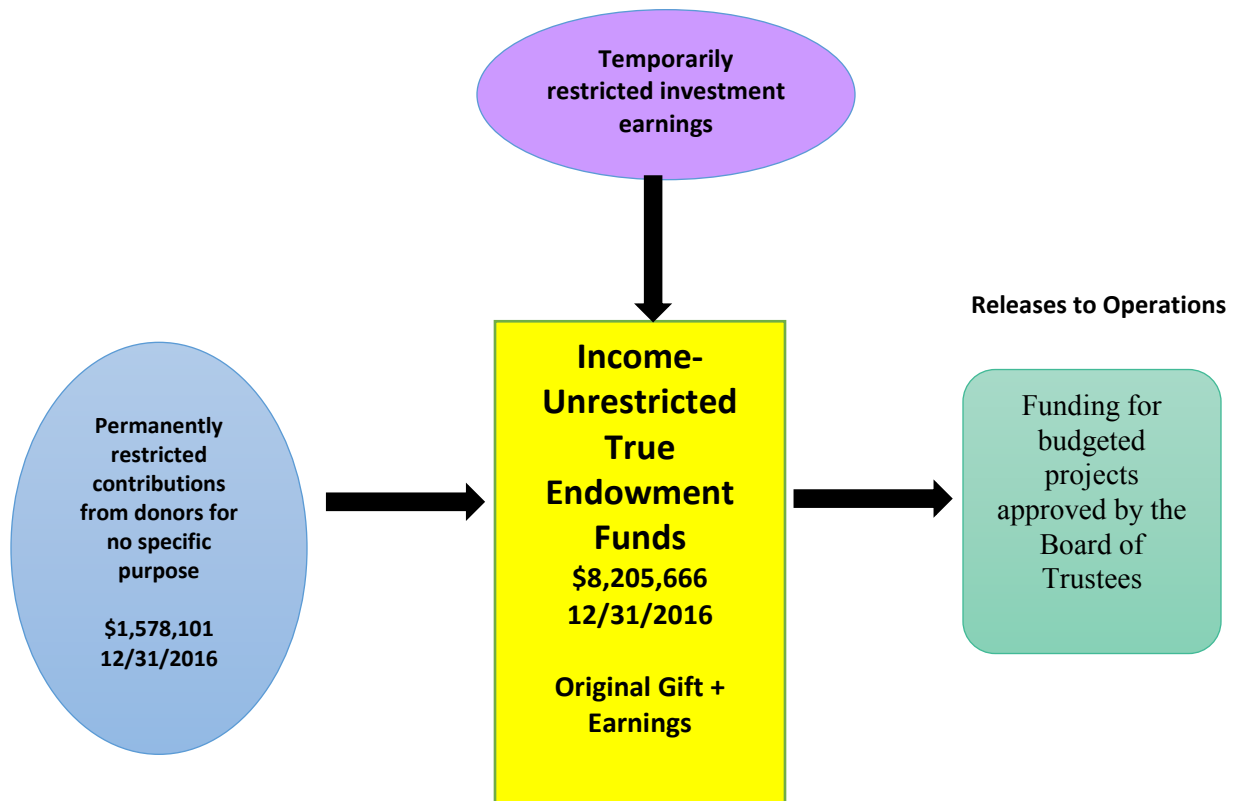 Temporarily
restricted investment
earnings
Releases to Operations
Permanently
restricted
contributions
from donors for
no specific
purpose
$1,578,101
12/31/2016
Income-
Unrestricted
True
Endowment
Funds
$8,205,666
12/31/2016
Original Gift +
Earnings
Funding for
budgeted
projects
approved by the
Board of
Trustees